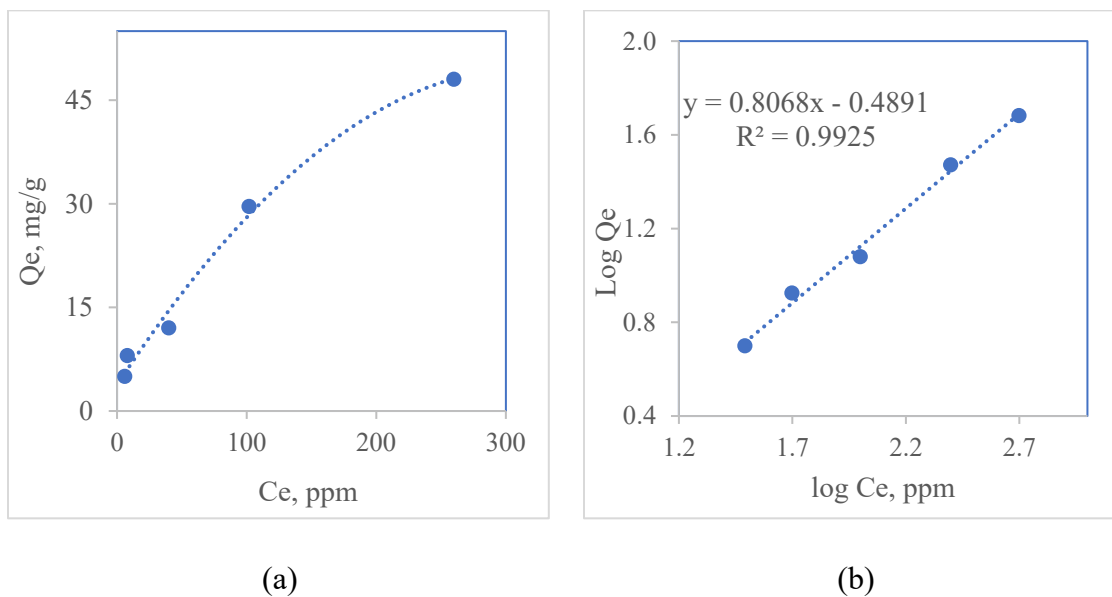 45
30
15
0
0
100
200
300
Qe, mg/g
Ce, ppm
(a)
y = 0.8068x - 0.4891
R² = 0.9925
2.0
1.6
1.2
0.8
0.4
1.2
1.7
2.2
2.7
Log Qe
log Ce, ppm
(b)